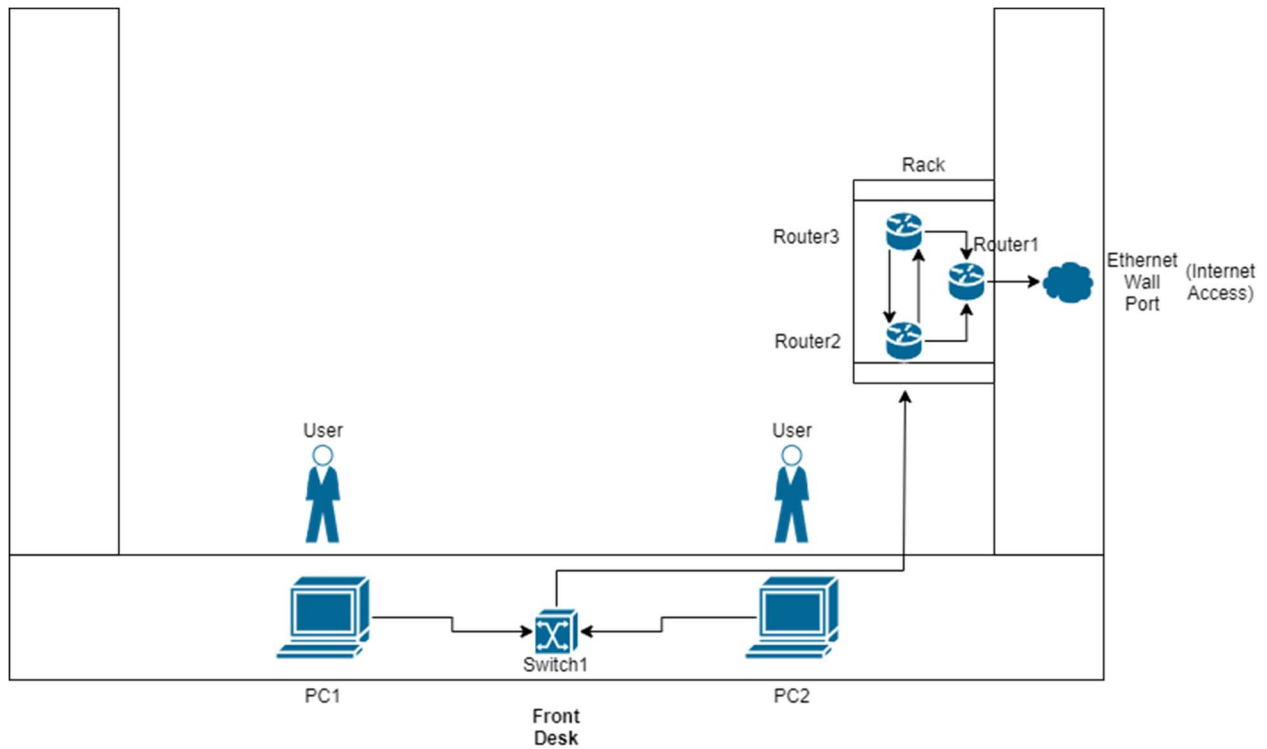 Rack
Router3
Router1
Ethernet
Wall
Port
(Internet
Access)
Router2
User
User
Switch1
PC1
PC2
Front
Desk